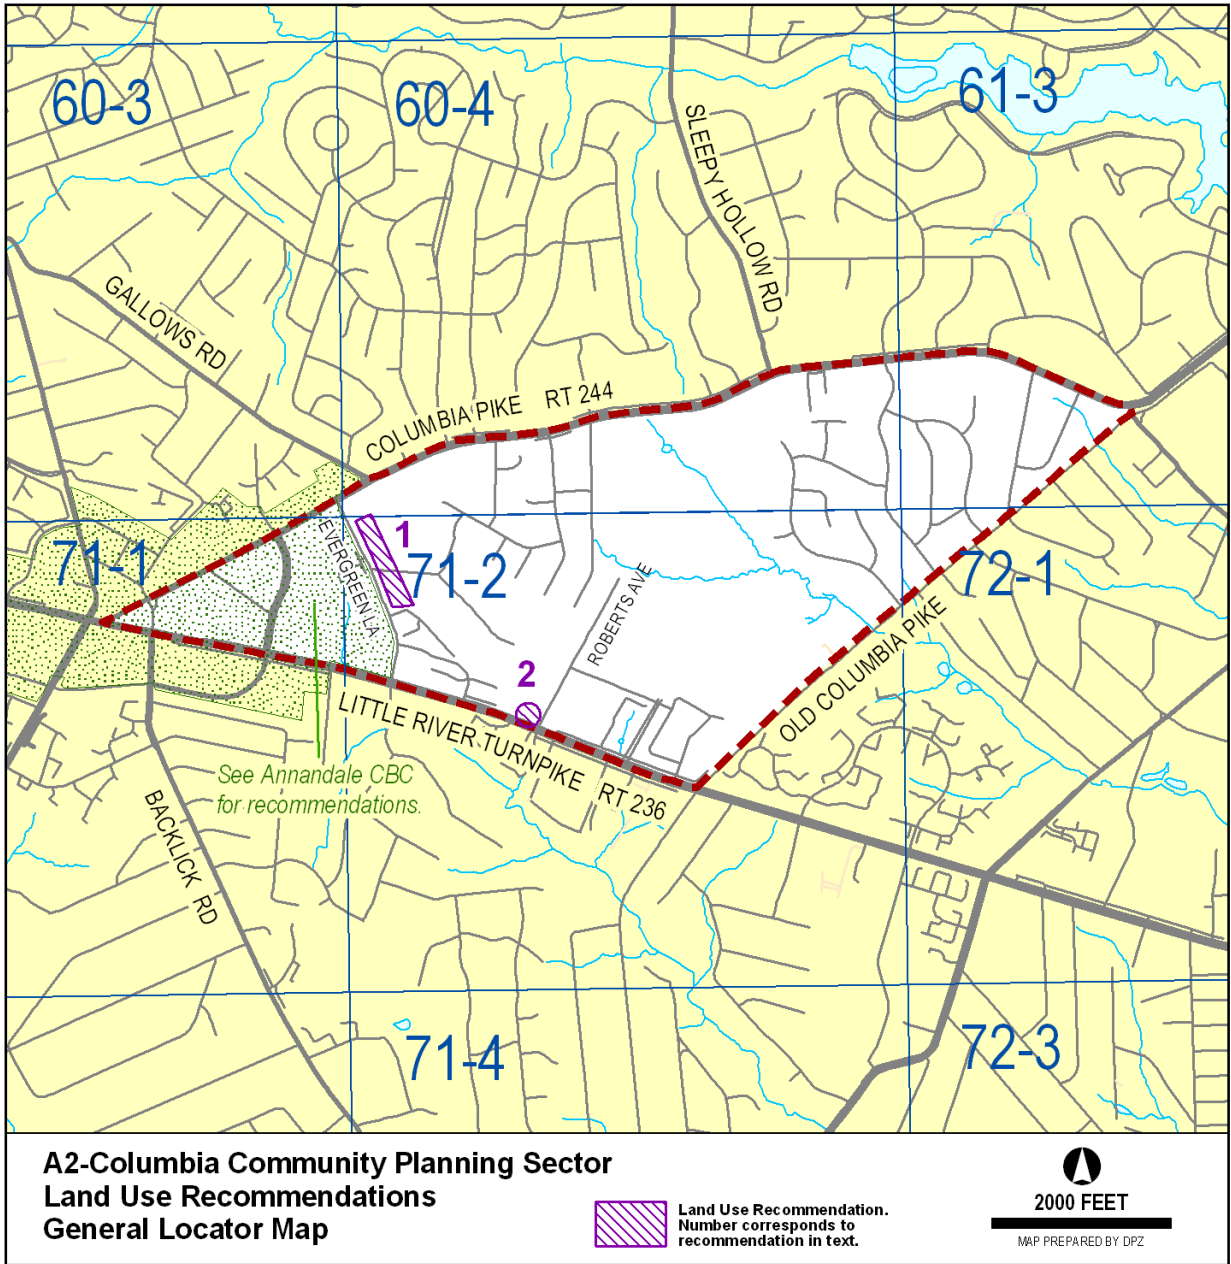 60-3
60-4
61-3
SLEEPY HOLLOW RD
GALLOWS RD
COLUMBIA PIKE RT 244
EVERGREEN LA
1
71-1
71-2
72-1
ROBERTS AVE
2
OLD COLUMBIA PIKE
LITTLE RIVER TURNPIKE RT 236
See Annandale CBC
for recommendations.
BACKLICK RD
71-4
72-3
A2-Columbia Community Planning Sector
Land Use Recommendations
General Locator Map
Land Use Recommendation.
Number corresponds to
recommendation in text.
2000 FEET
MAP PREPARED BY DPZ